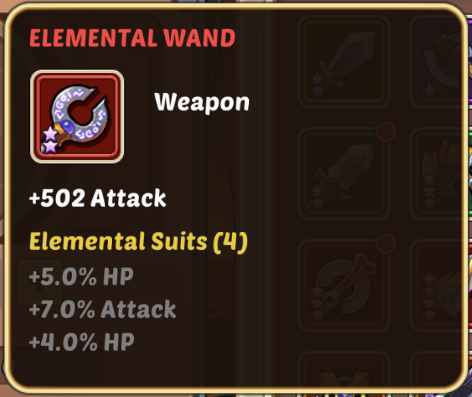 ELEMENTAL WAND
Weapon
+502 Attack
Elemental Suits (4)
+5.0% HP
+7.0% Attack
+4.0% HP